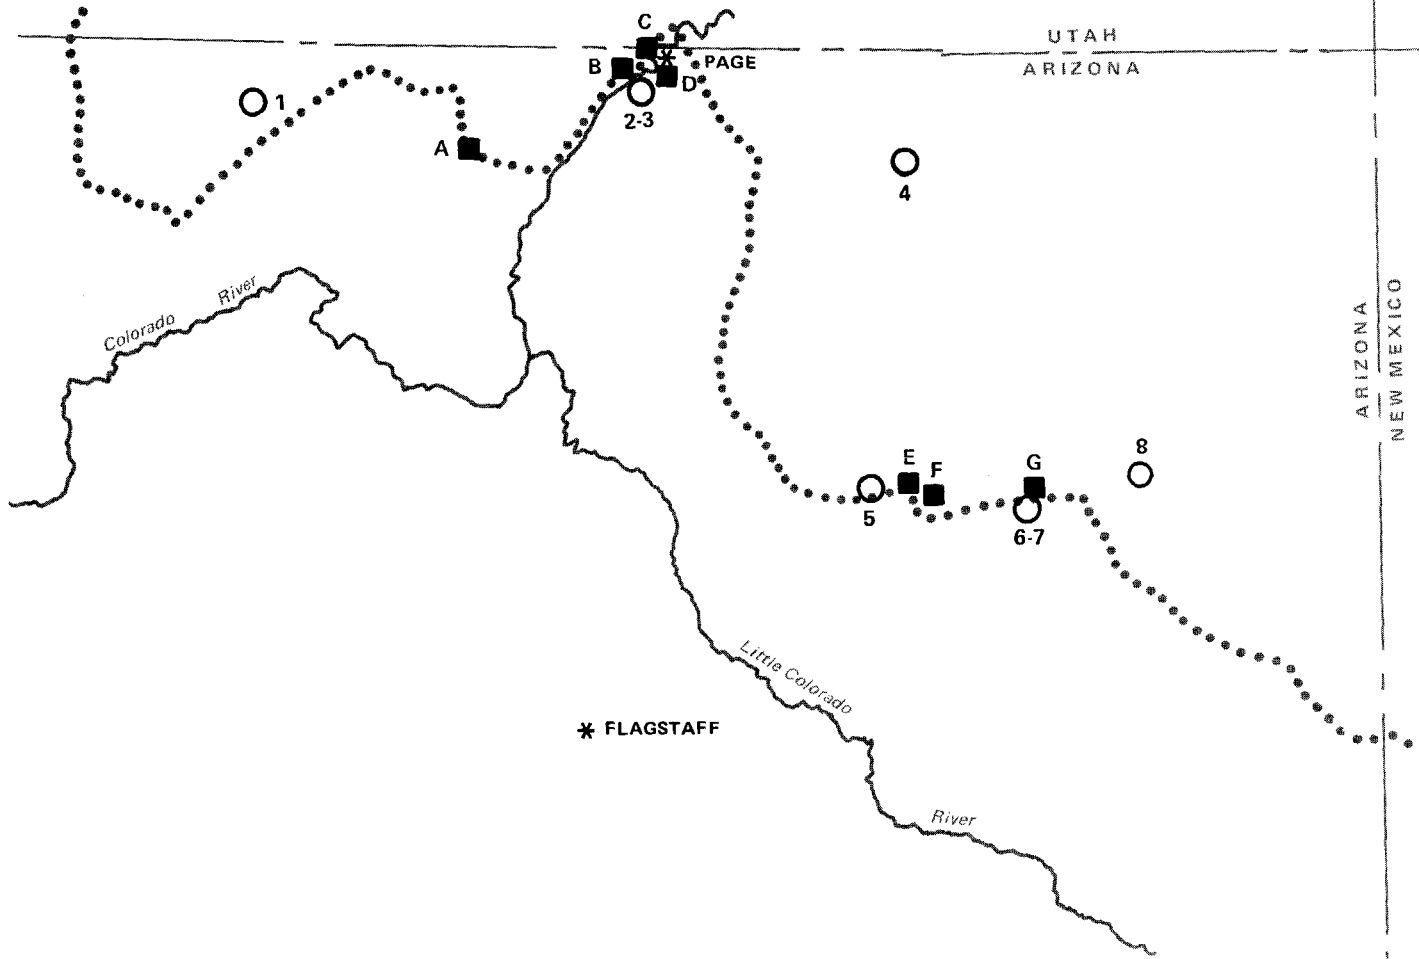 C
UTAH
B
PAGE
ARIZONA
D
1
2-3
A
4
Colorado River
ARIZONA
NEW MEXICO
8
E
F
G
5
6-7
Little Colorado
FLAGSTAFF
River